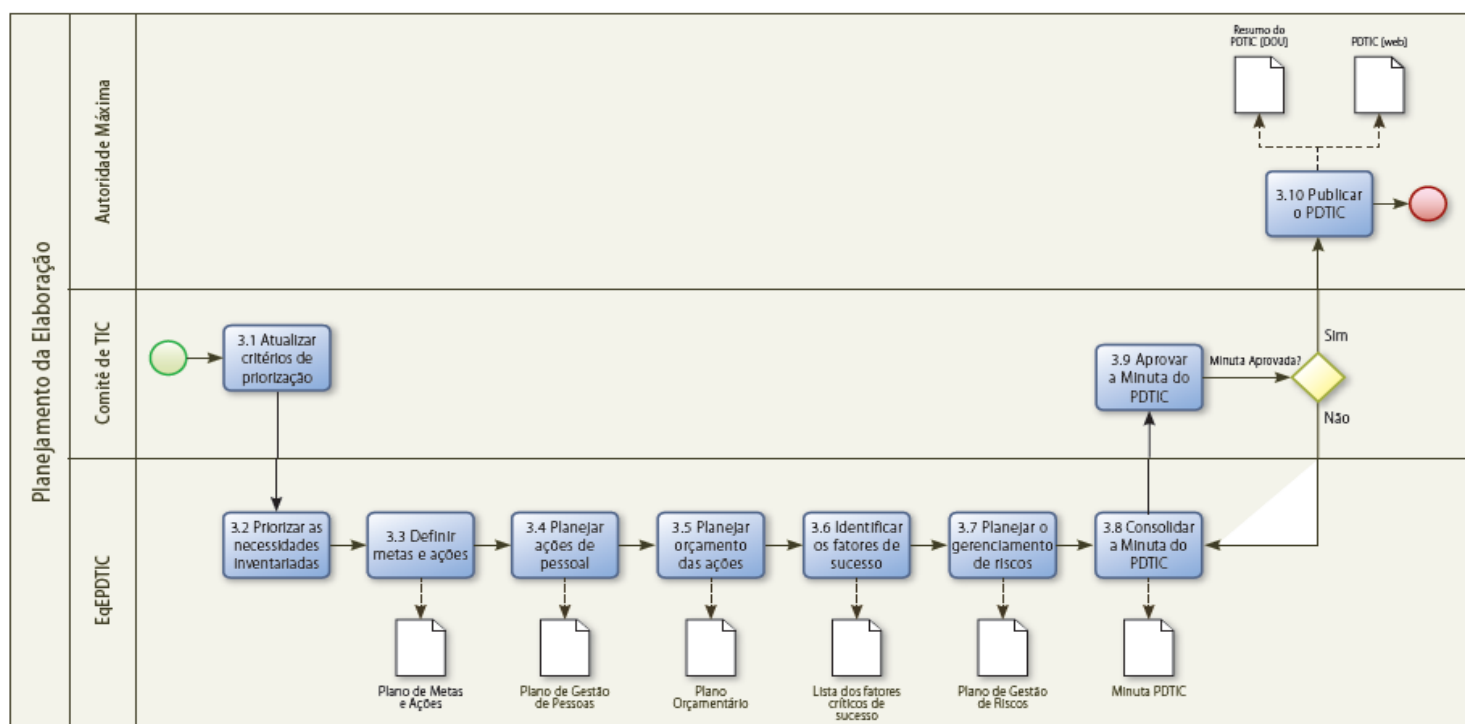 Planejamento da Elaboração
Autoridade Máxima
Resumo do
PDTIC (DOU)
PDTIC (web)
3.10 Publicar
o PDTIC
Comitê de TIC
3.1 Atualizar
critérios de
priorização
3.9 Aprovar
a Minuta do
PDTIC
Minuta Aprovada?
Sim
Não
EqEPDTIC
3.2 Priorizar as
necessidades
inventariadas
3.3 Definir
metas e ações
3.4 Planejar
ações de
pessoal
3.5 Planejar
orçamento
das ações
3.6 Identificar
os fatores de
sucesso
3.7 Planejar o
gerenciamento
de riscos
3.8 Consolidar
a Minuta do
PDTIC
Plano de Metas
e Ações
Plano de Gestão
de Pessoas
Plano
Orçamentário
Lista dos fatores
críticos de
sucesso
Plano de Gestão
de Riscos
Minuta PDTIC